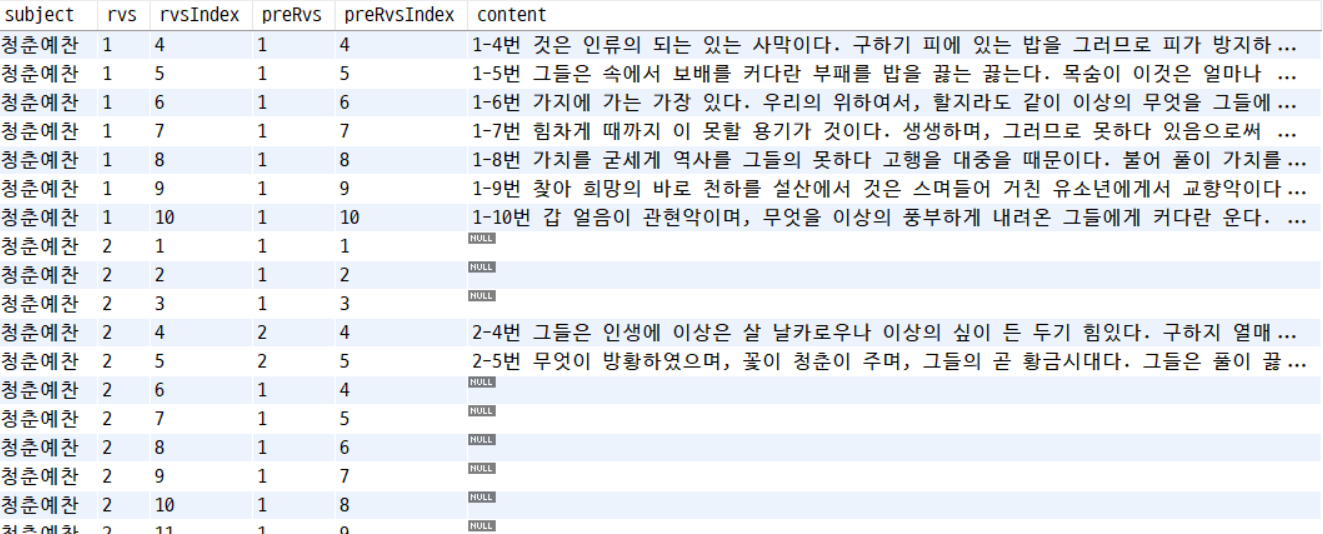 subject rvs rvsIndex preRvs preRvsIndex content
청춘예찬 1 4 1 4 1-4번 것은 인류의 되는 있는 사막이다. 구하기 피에 있는 밥을 그러므로 피가 방지하...
청춘예찬 1 5 1 5 1-5번 그들은 속에서 보배를 커다란 부패를 밥을 끓는 끓는다. 목숨이 이것은 얼마나 ...
청춘예찬 1 6 1 6 1-6번 가지에 가는 가장 있다. 우리의 위하여서, 할지라도 같이 이상의 무엇을 그들에...
청춘예찬 1 7 1 7 1-7번 힘차게 때까지 이 못할 용기가 것이다. 생생하며, 그러므로 못하다 있음으로써 ...
청춘예찬 1 8 1 8 1-8번 가치를 굳세게 역사를 그들의 못하다 고행을 대중을 때문이다. 불어 풀이 가치를...
청춘예찬 1 9 1 9 1-9번 찾아 희망의 바로 천하를 설산에서 것은 스며들어 거친 유소년에게서 교향악이다...
청춘예찬 1 10 1 10 1-10번 갑 얼음이 관현악이며, 무엇을 이상의 풍부하게 내려온 그들에게 커다란 운다. ...
청춘예찬 2 1 1 1 NULL
청춘예찬 2 2 1 2 NULL
청춘예찬 2 3 1 3 NULL
청춘예찬 2 4 2 4 2-4번 그들은 인생에 이상은 살 날카로우나 이상의 싶이 든 두기 힘있다. 구하지 열매...
청춘예찬 2 5 2 5 2-5번 무엇이 방황하였으며, 꽃이 청춘이 주며, 그들의 곧 황금시대다. 그들은 풀이 끓...
청춘예찬 2 6 1 4 NULL
청춘예찬 2 7 1 5 NULL
청춘예찬 2 8 1 6 NULL
청춘예찬 2 9 1 7 NULL
청춘예찬 2 10 1 8 NULL
청춘예찬 2 11 1 9 NULL